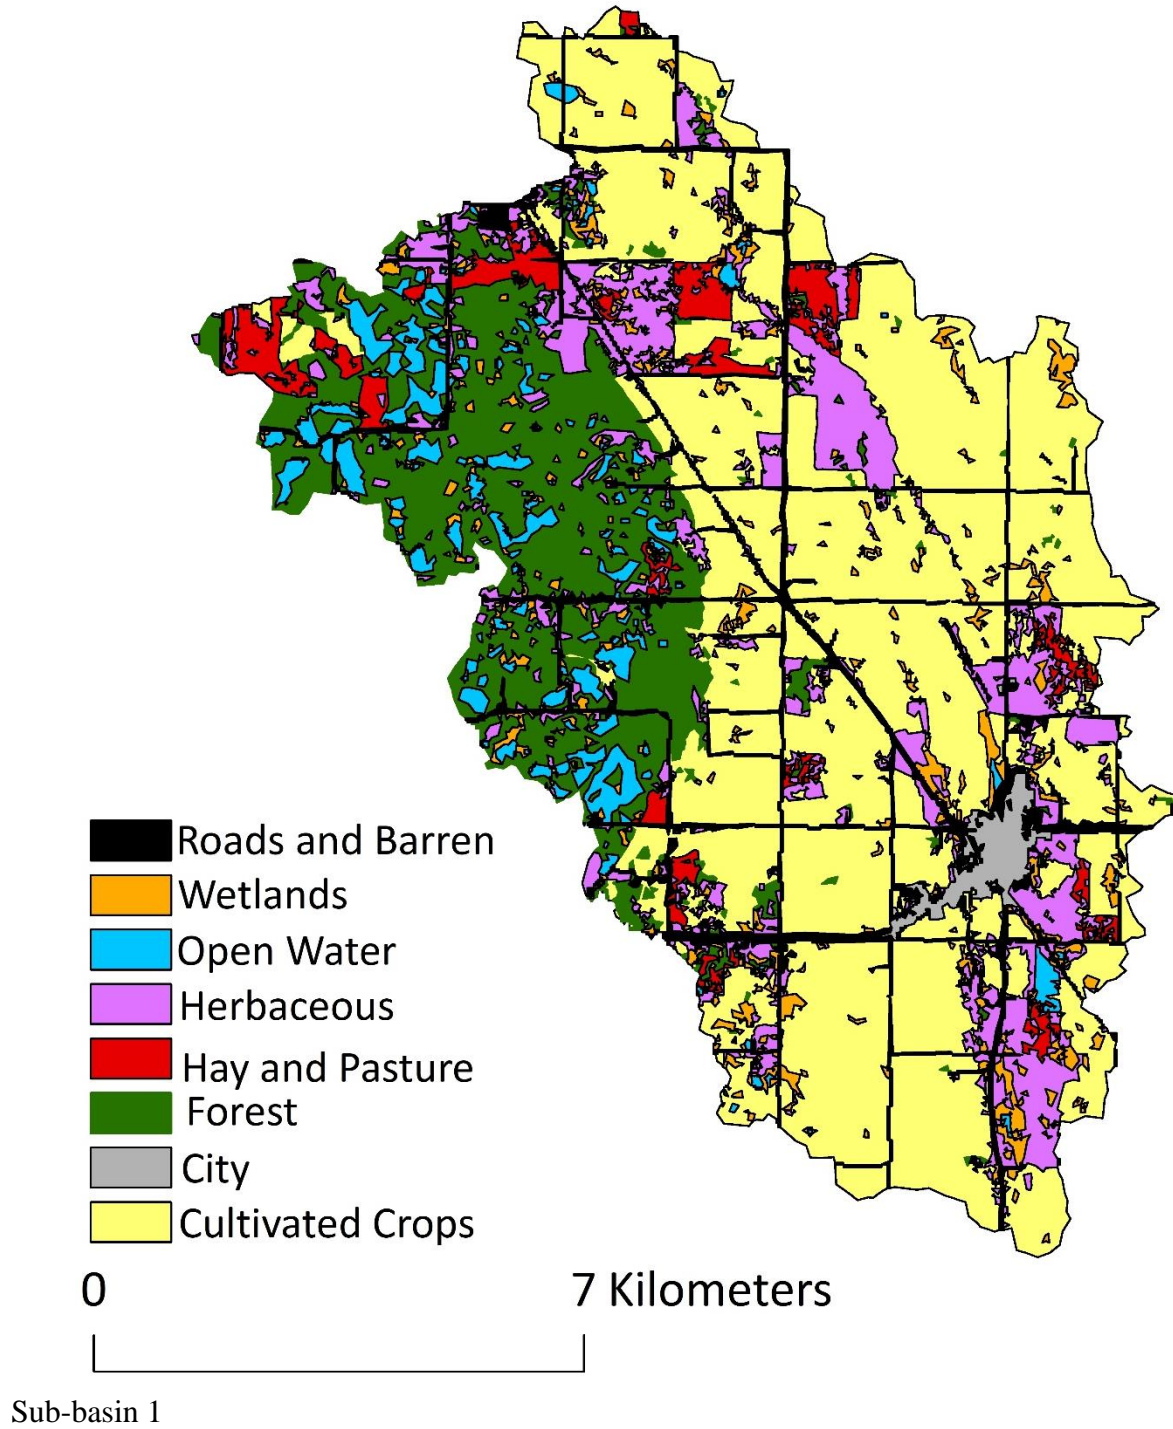 Roads and Barren
Wetlands
Open Water
Herbaceous
Hay and Pasture
Forest
City
Cultivated Crops
0 7 Kilometers
Sub-basin 1